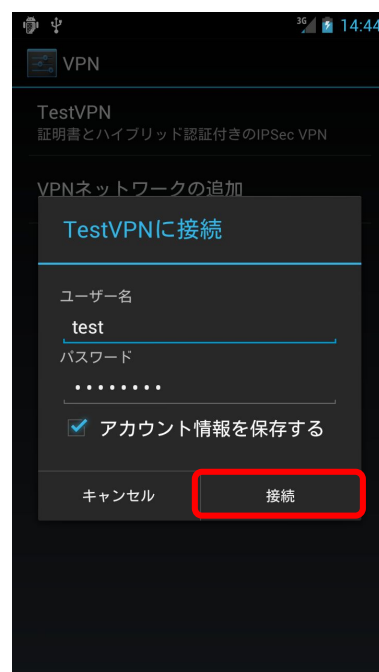 3G 14:44
VPN
TestVPN
証明書とハイブリッド認証付きのIPSec VPN
VPNネットワークの追加
TestVPNに接続
ユーザー名
test
パスワード
••••••••
アカウント情報を保存する
キャンセル 接続